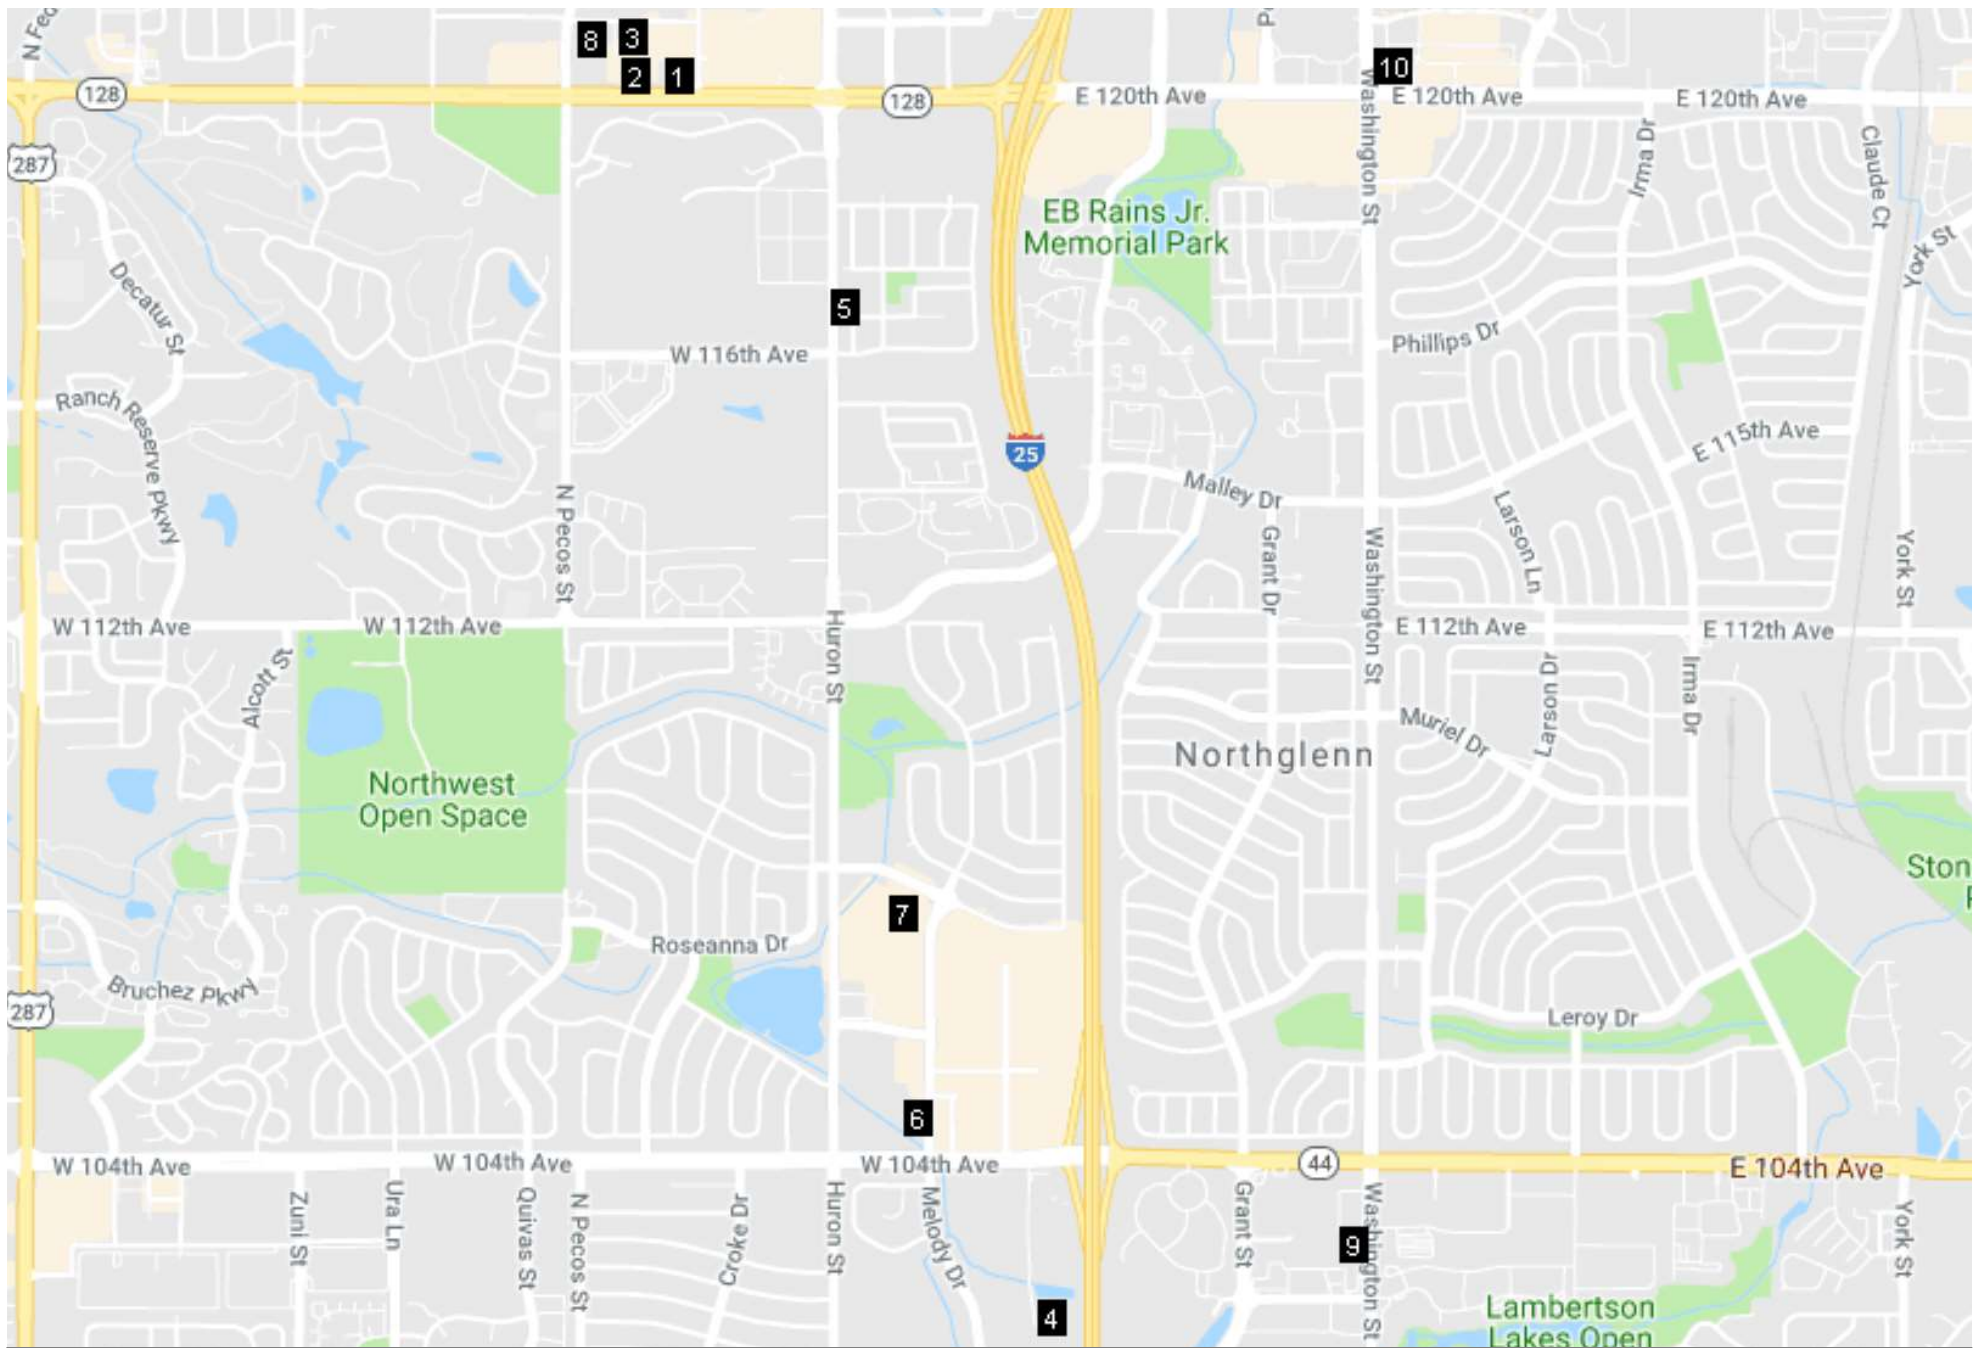 N Fed
8
3
2
1
10
128
128
E 120th Ave
E 120th Ave
E 120th Ave
287
Washington St
Irma Dr
Claude Ct
EB Rains Jr.
Memorial Park
York St
Decatur St
5
Phillips Dr
W 116th Ave
Ranch Reserve Pkwy
E 115th Ave
25
Malley Dr
Larson Ln
N Pecos St
Grant Dr
Washington St
York St
W 112th Ave
W 112th Ave
Huron St
E 112th Ave
E 112th Ave
Alcott St
Larson Dr
Irma Dr
Muriel Dr
Northglenn
Northwest
Open Space
Ston
7
Roseanna Dr
Bruchez Pkwy
287
Leroy Dr
6
W 104th Ave
W 104th Ave
W 104th Ave
44
E 104th Ave
Zuni St
Ura Ln
Quivas St
N Pecos St
Croke Dr
Huron St
Melody Dr
Grant St
Washington St
York St
9
4
Lambertson
Lakes Open